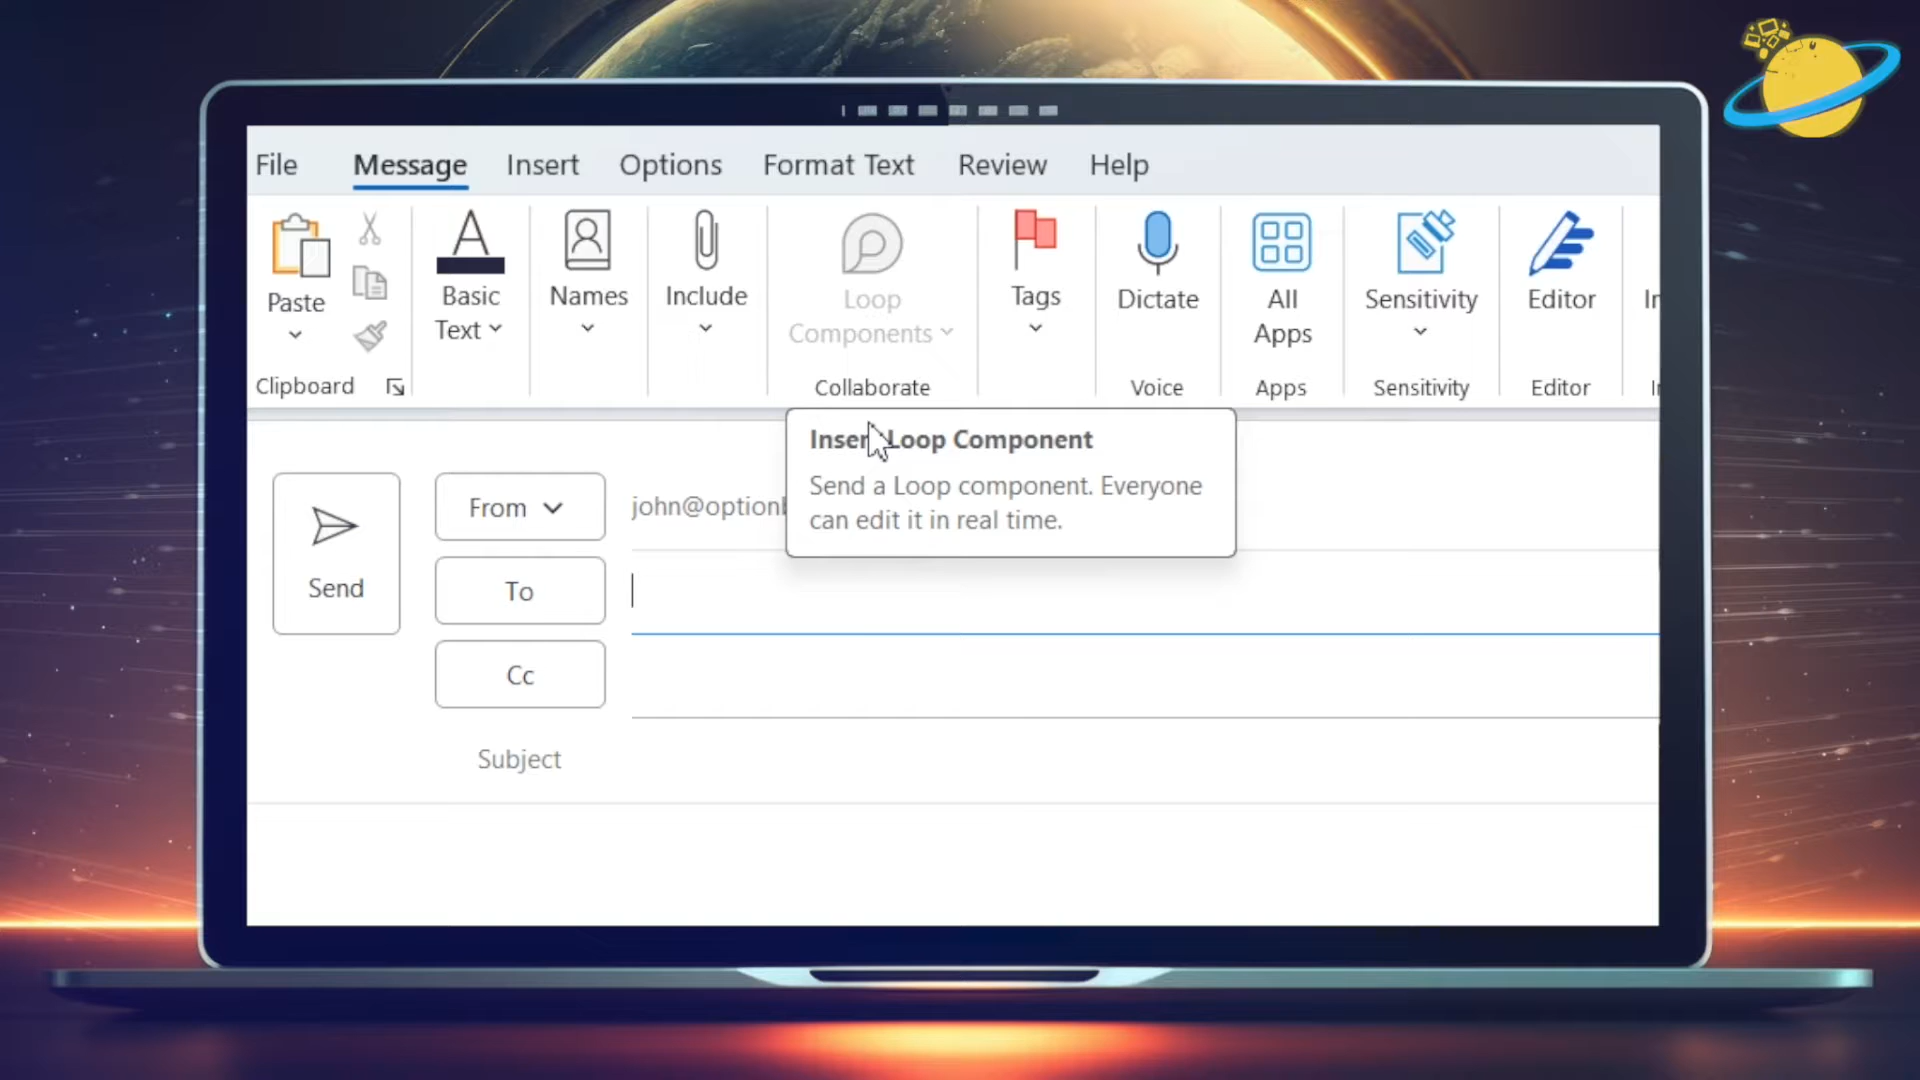 File Message Insert Options Format Text Review Help
Paste
Basic
Text
Names
Include
Loop
Components
Tags
Dictate
All
Apps
Sensitivity
Editor
Clipboard
Collaborate
Voice
Apps
Sensitivity
Editor
Insert Loop Component
Send a Loop component. Everyone
can edit it in real time.
Send
From
To
Cc
Subject